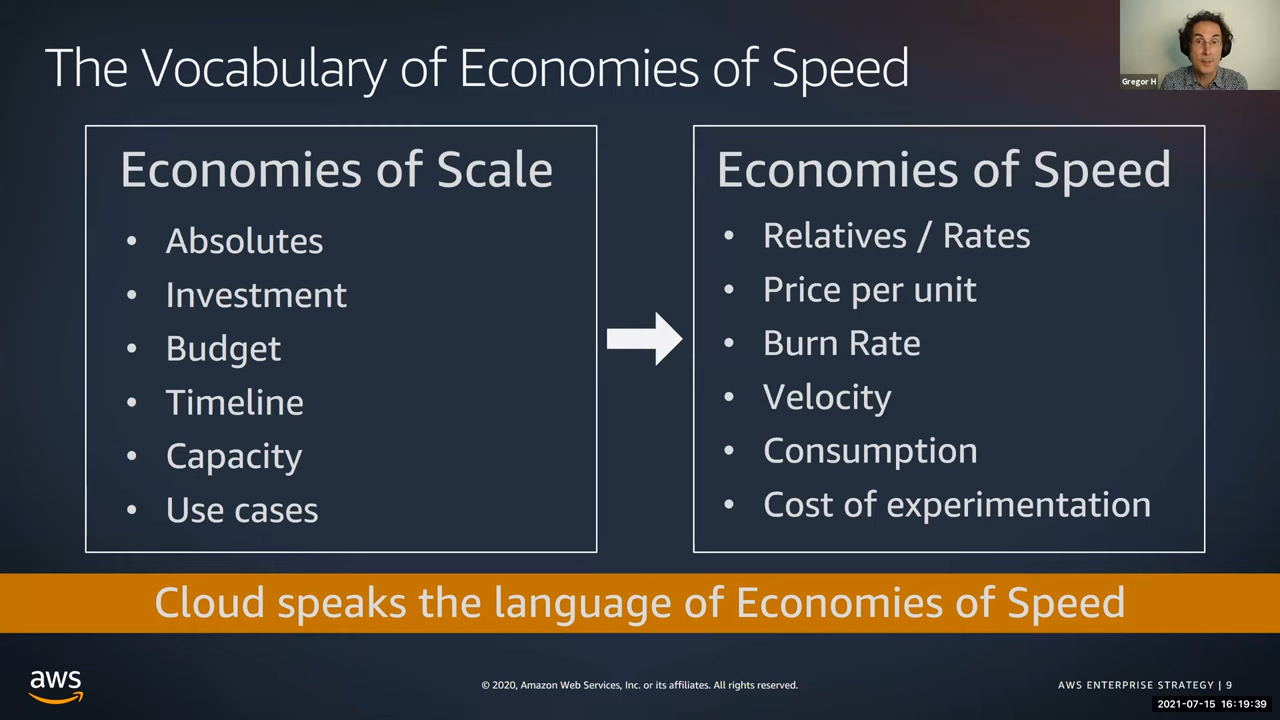 The Vocabulary of Economies of Speed
Gregor H
Economies of Scale
• Absolutes
• Investment
• Budget
• Timeline
• Capacity
• Use cases
Economies of Speed
• Relatives / Rates
• Price per unit
• Burn Rate
• Velocity
• Consumption
• Cost of experimentation
Cloud speaks the language of Economies of Speed
aws
© 2020, Amazon Web Services, Inc. or its affiliates. All rights reserved.
AWS ENTERPRISE STRATEGY | 9
2021-07-15 16:19:39